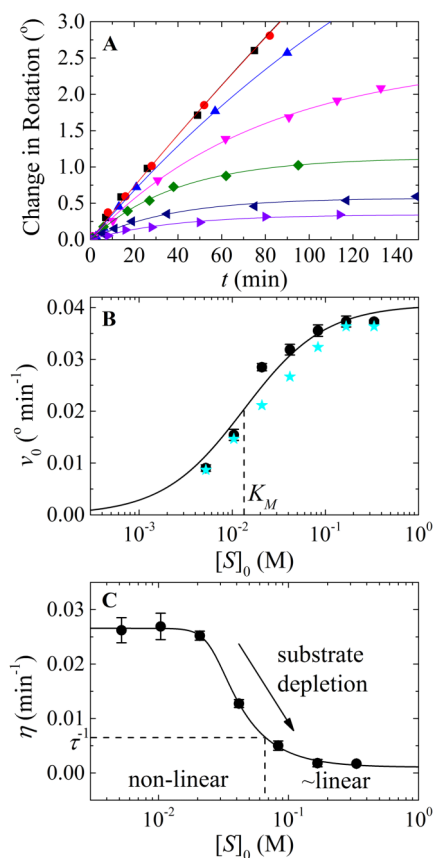 A
Change in Rotation (°)
3.0
2.5
2.0
1.5
1.0
0.5
0.0
0 20 40 60 80 100 120 140
t (min)
B
v₀ (° min⁻¹)
0.04
0.03
0.02
0.01
0.00
K_M
10⁻³ 10⁻² 10⁻¹ 10⁰
[S]₀ (M)
C
η (min⁻¹)
0.03
0.02
0.01
τ⁻¹
0.00
substrate
depletion
non-linear ~linear
10⁻² 10⁻¹ 10⁰
[S]₀ (M)